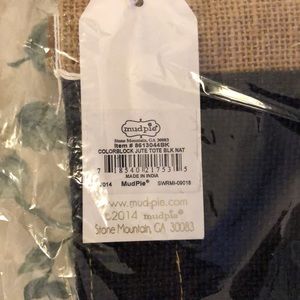 mudpie®
Stone Mountain, GA 30083
Item # 8613044BK
COLORBLOCK JUTE TOTE BLK NAT
7 18540 21753 5
MADE IN INDIA
2014 MudPie® SWRMI-09018
www.mud-pie.com
©2014 mudpie®
Stone Mountain, GA 30083